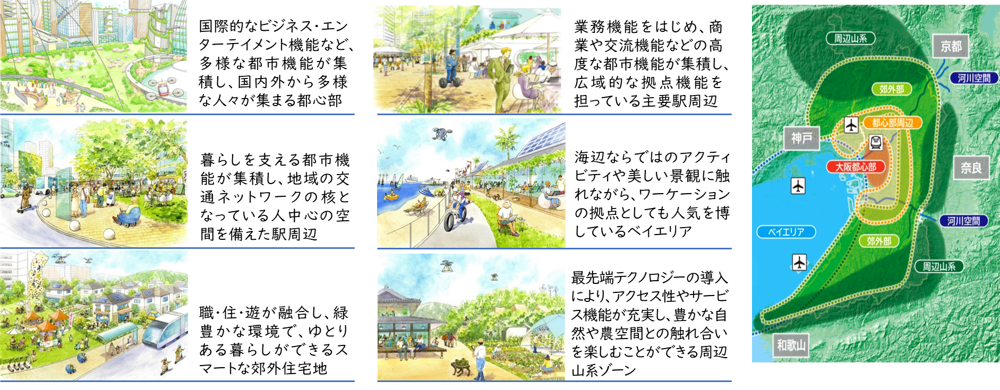 国際的なビジネス・エン
ターテイメント機能など、
多様な都市機能が集
積し、国内外から多様
な人々が集まる都心部
業務機能をはじめ、商
業や交流機能などの高
度な都市機能が集積し、
広域的な拠点機能を
担っている主要駅周辺
暮らしを支える都市機
能が集積し、地域の交
通ネットワークの核と
なっている人中心の空
間を備えた駅周辺
海辺ならではのアクティ
ビティや美しい景観に触
れながら、ワーケーション
の拠点としても人気を博
しているベイエリア
職・住・遊が融合し、緑
豊かな環境で、ゆとり
ある暮らしができるス
マートな郊外住宅地
最先端テクノロジーの導入
により、アクセス性やサービ
ス機能が充実し、豊かな自
然や農空間との触れ合い
を楽しむことができる周辺
山系ゾーン
周辺山系
京都
河川空間
郊外部
都心部周辺
神戸
大阪都心部
奈良
河川空間
ベイエリア
郊外部
周辺山系
和歌山